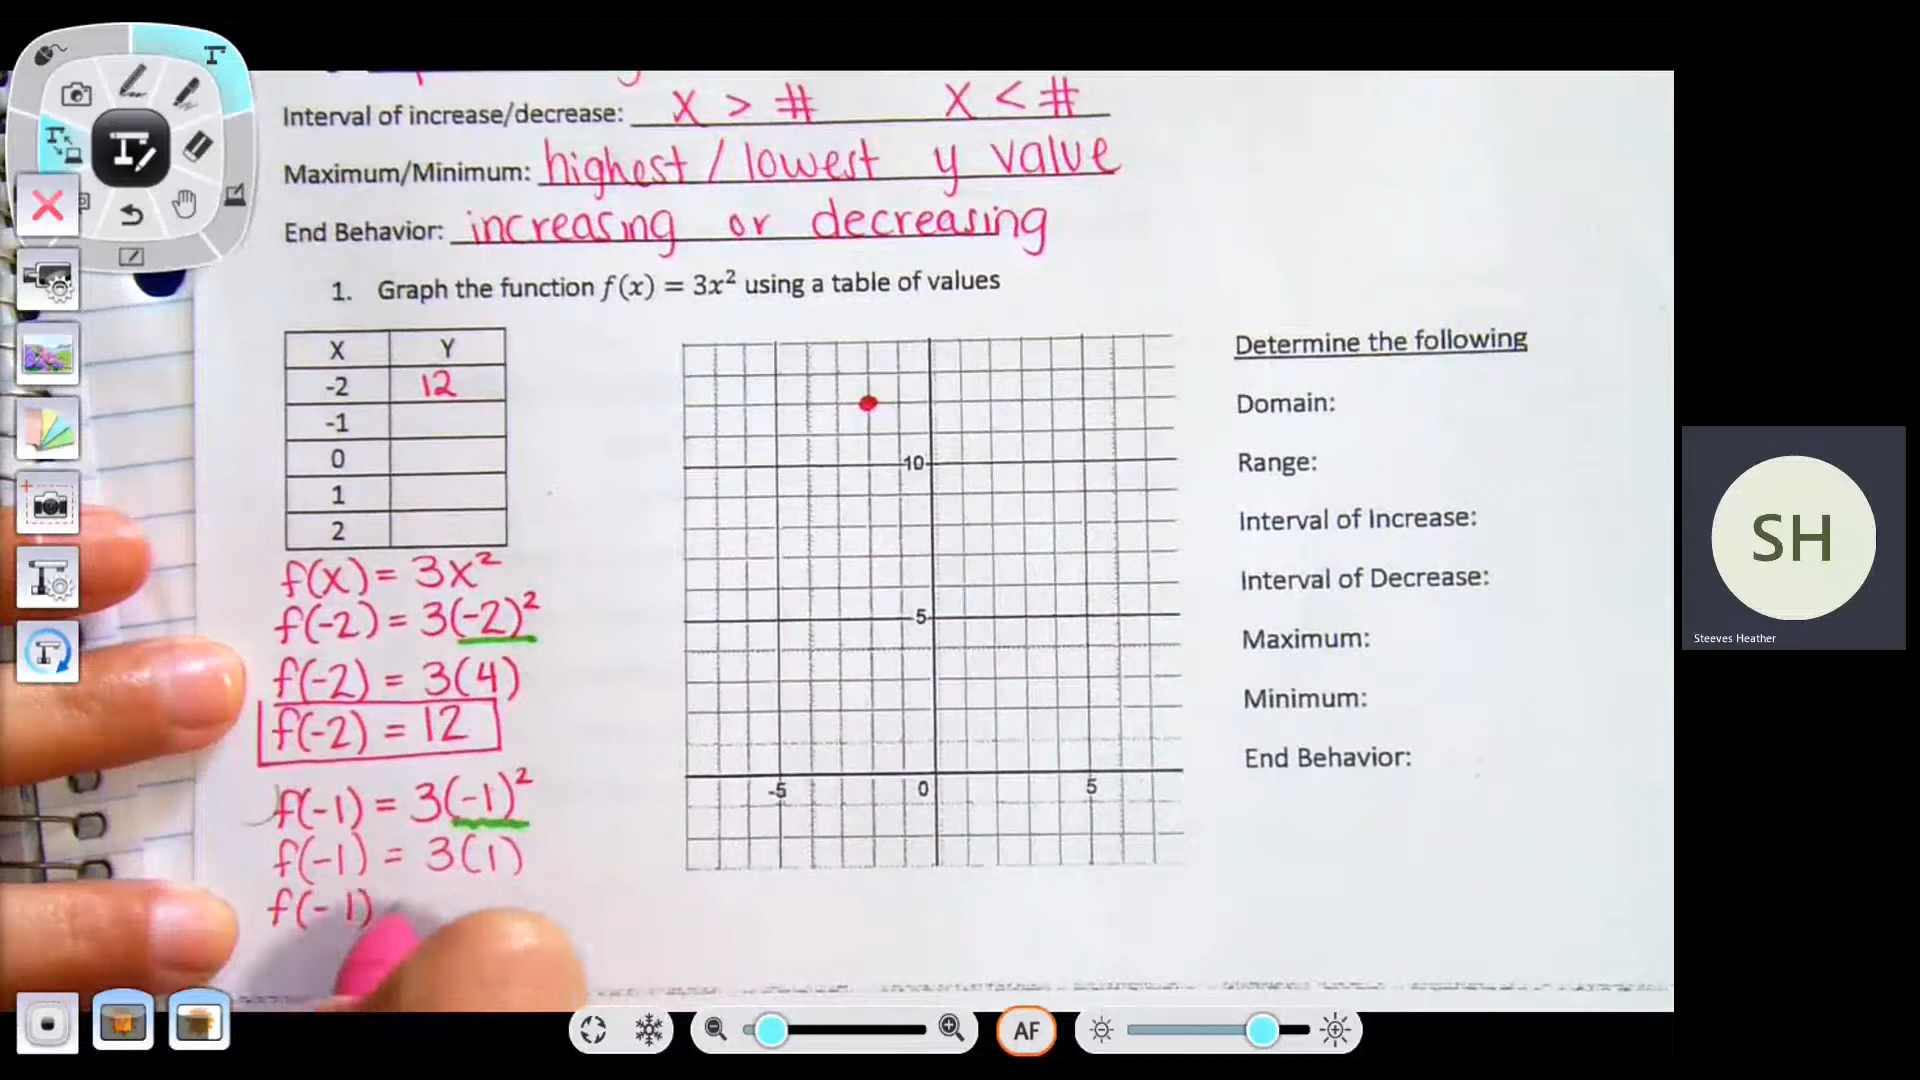 Interval of increase/decrease: X > # X < #
Maximum/Minimum: highest / lowest y value
End Behavior: increasing or decreasing
1. Graph the function f(x) = 3x² using a table of values
X Y
-2 12
-1
0
1
2
f(x) = 3x²
f(-2) = 3(-2)²
f(-2) = 3(4)
f(-2) = 12
f(-1) = 3(-1)²
f(-1) = 3(1)
f(-1)
10
5
-5 0 5
Determine the following
Domain:
Range:
Interval of Increase:
Interval of Decrease:
Maximum:
Minimum:
End Behavior:
SH
Steeves Heather
AF